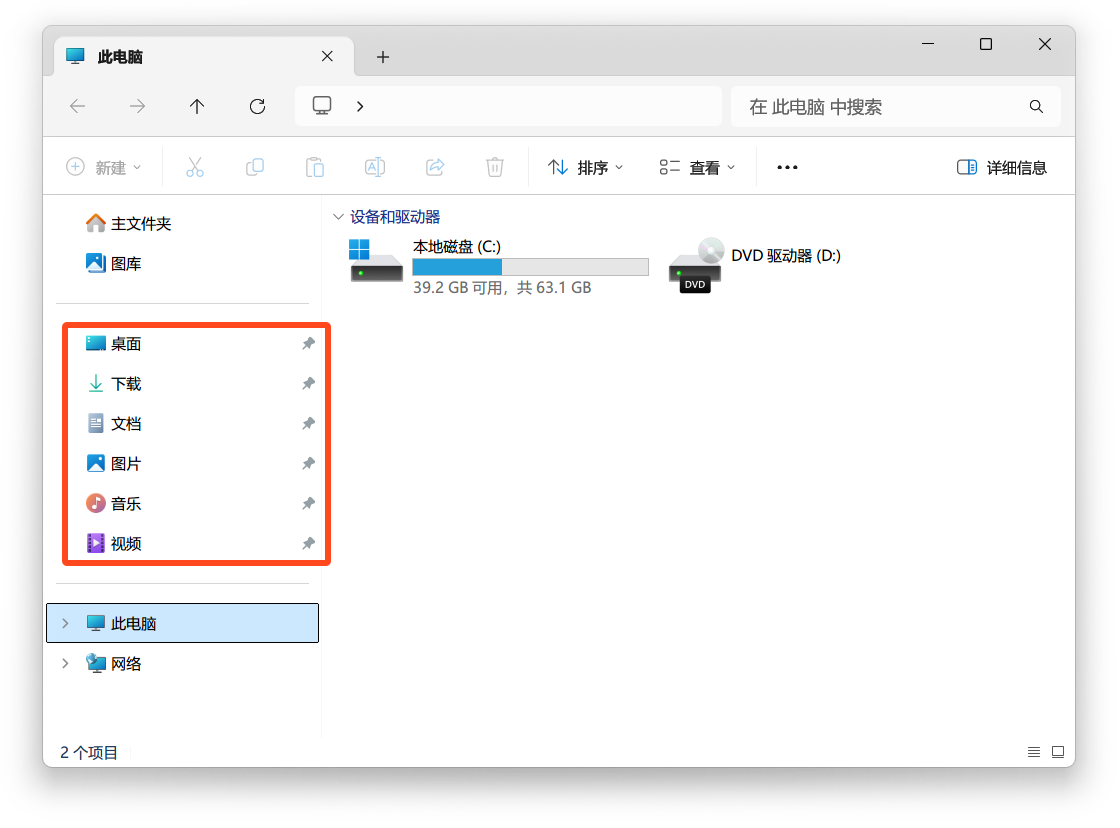 此电脑
在 此电脑 中搜索
新建
排序
查看
详细信息
主文件夹
图库
桌面
下载
文档
图片
音乐
视频
此电脑
网络
设备和驱动器
本地磁盘 (C:)
39.2 GB 可用，共 63.1 GB
DVD
DVD 驱动器 (D:)
2 个项目